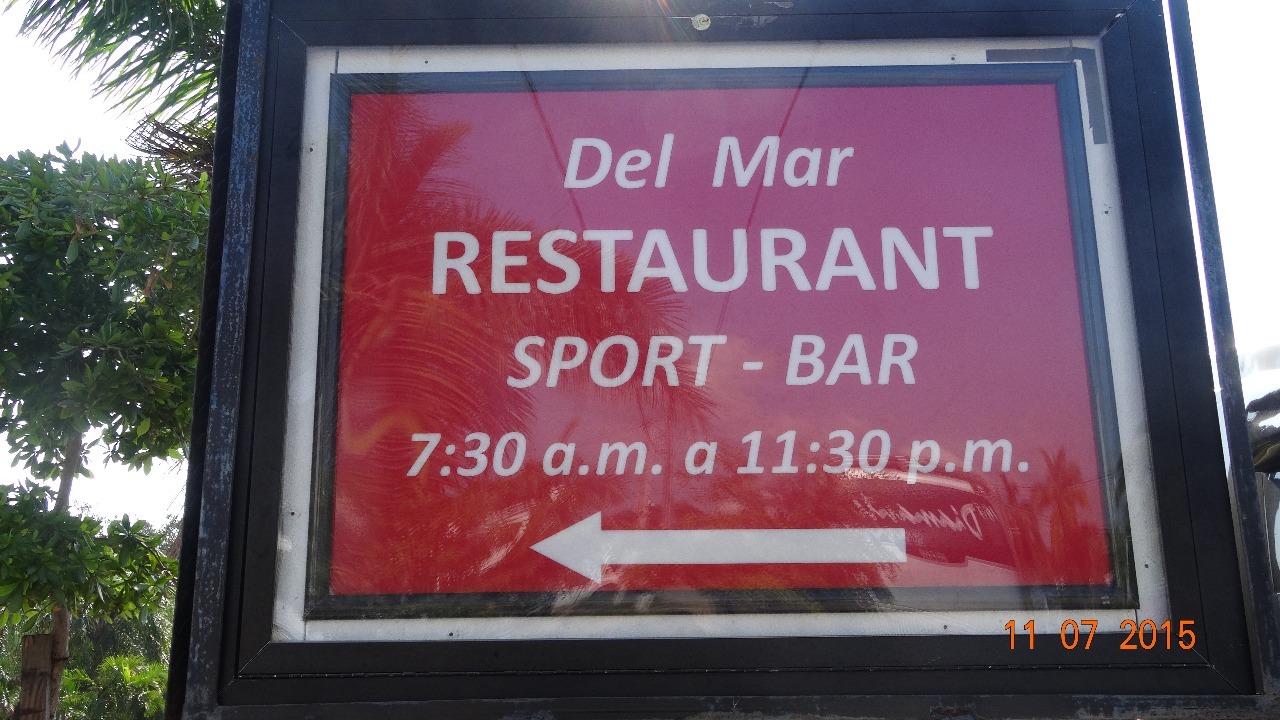 Del Mar
RESTAURANT
SPORT - BAR
7:30 a.m. a 11:30 p.m.
11 07 2015